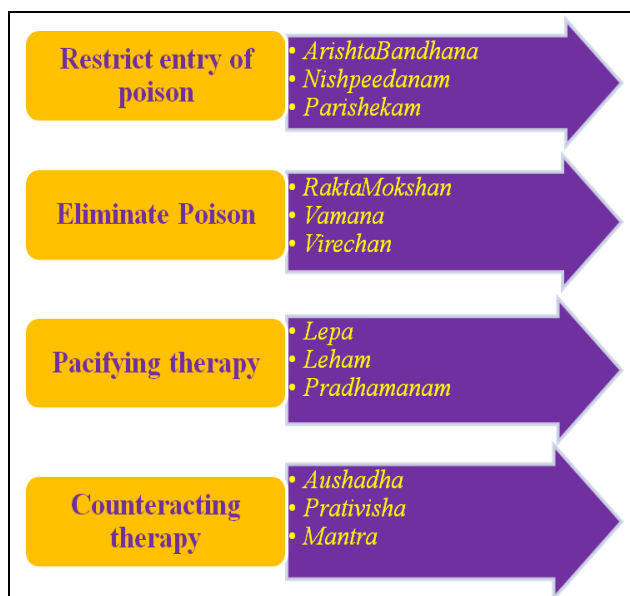 Restrict entry of
poison
• ArishtaBandhana
• Nishpeedanam
• Parishekam
Eliminate Poison
• RaktaMokshan
• Vamana
• Virechan
Pacifying therapy
• Lepa
• Leham
• Pradhamanam
Counteracting
therapy
• Aushadha
• Prativisha
• Mantra